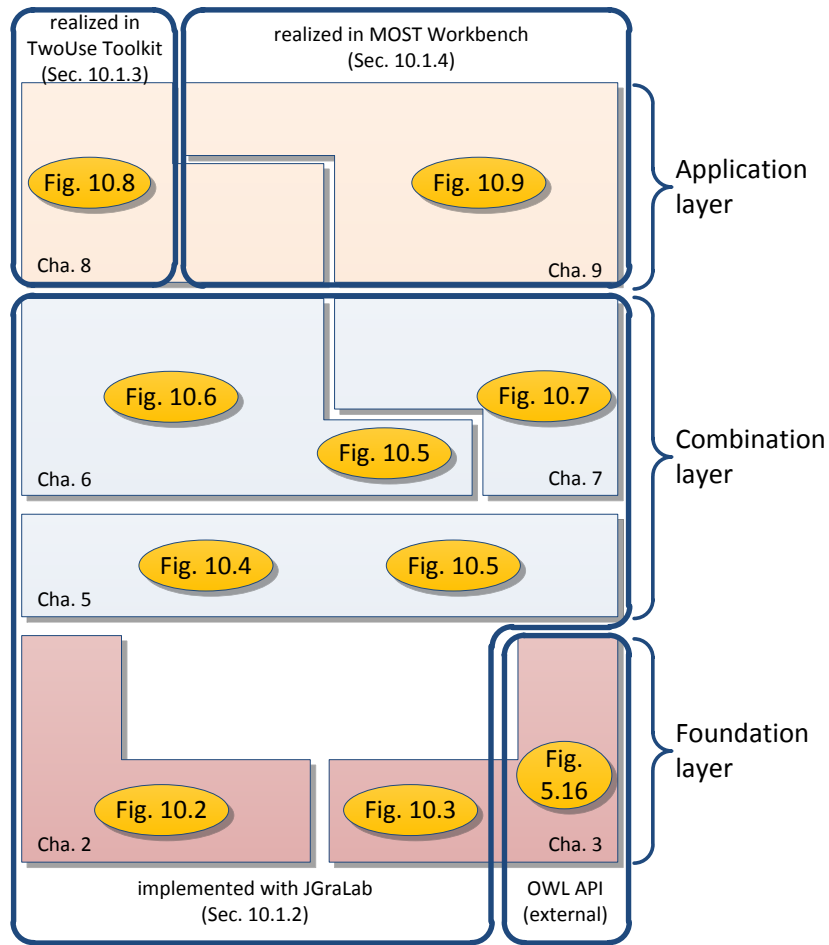 realized in
TwoUse Toolkit
(Sec. 10.1.3)
realized in MOST Workbench
(Sec. 10.1.4)
Fig. 10.8
Fig. 10.9
Cha. 8
Cha. 9
Application
layer
Fig. 10.6
Fig. 10.7
Fig. 10.5
Cha. 6
Cha. 7
Combination
layer
Fig. 10.4
Fig. 10.5
Cha. 5
Foundation
layer
Fig. 10.2
Fig. 10.3
Fig.
5.16
Cha. 2
Cha. 3
implemented with JGraLab
(Sec. 10.1.2)
OWL API
(external)